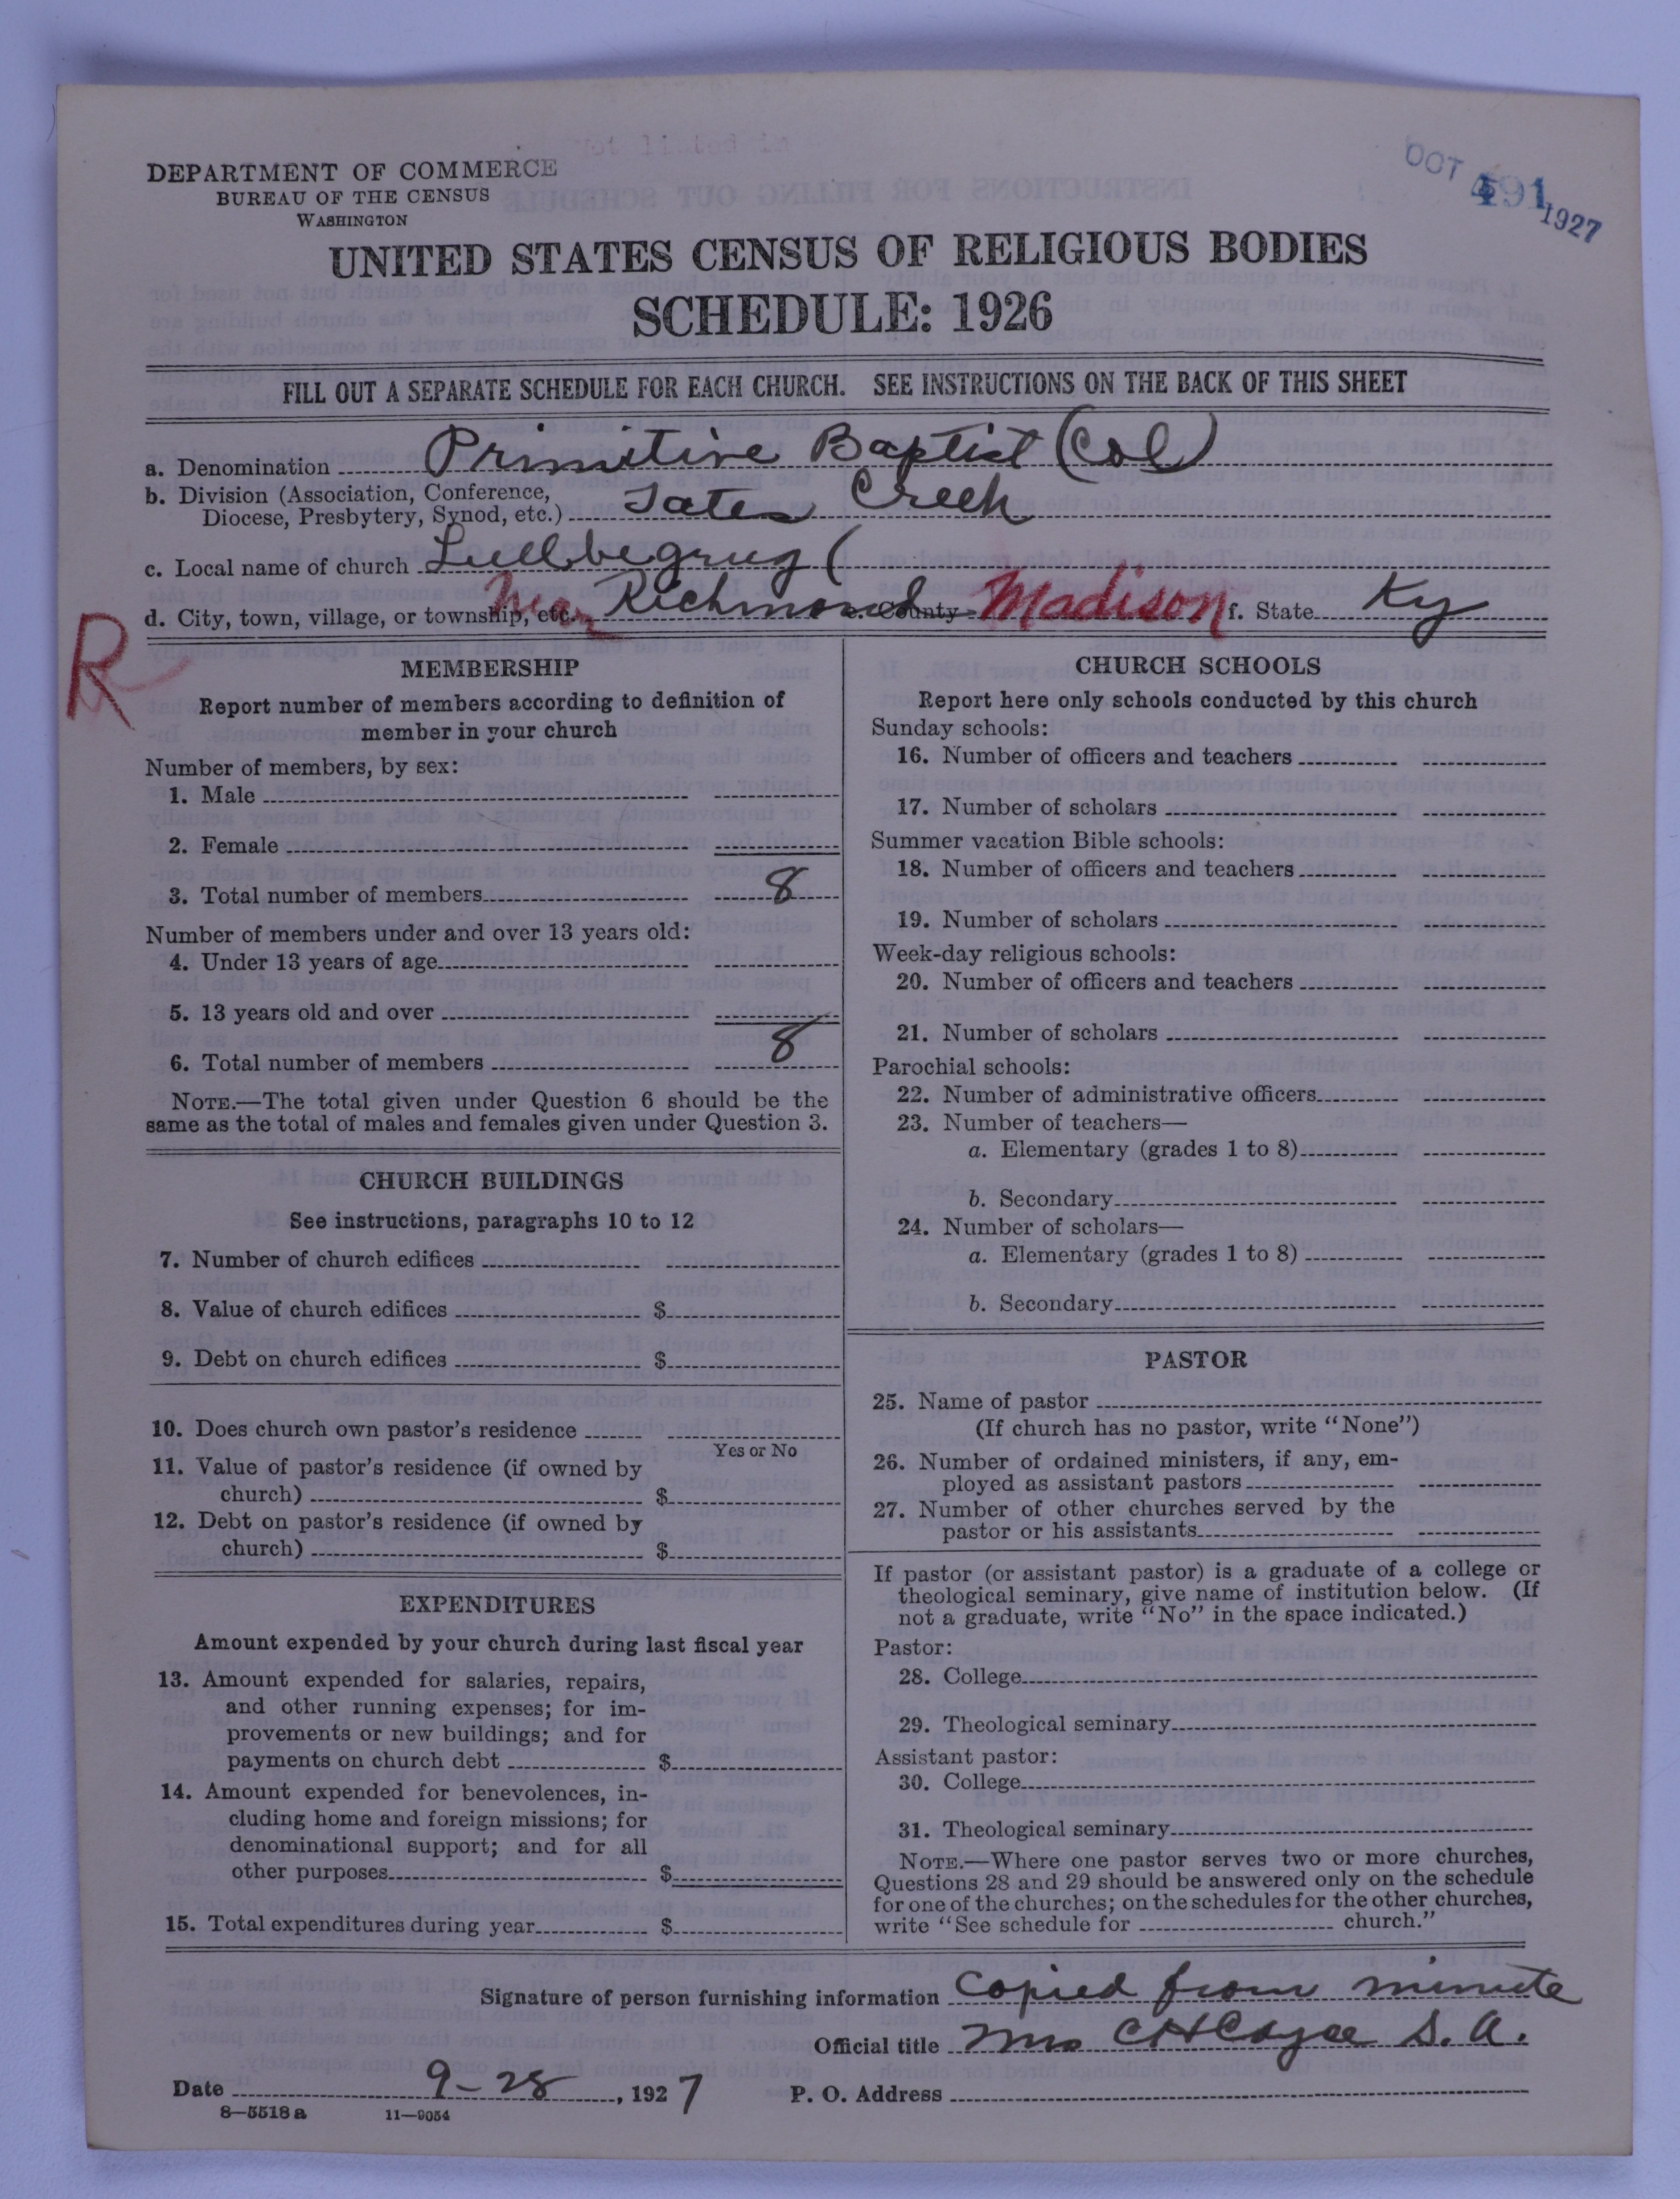 Not listed in
DEPARTMENT OF COMMERCE
BUREAU OF THE CENSUS
WASHINGTON
OCT 1927
491
UNITED STATES CENSUS OF RELIGIOUS BODIES
SCHEDULE: 1926
FILL OUT A SEPARATE SCHEDULE FOR EACH CHURCH. SEE INSTRUCTIONS ON THE BACK OF THIS SHEET
a. Denomination Primitive Baptist (Col)
b. Division (Association, Conference, Diocese, Presbytery, Synod, etc.) Tates Creek
c. Local name of church Lullbegrug (
d. City, town, village, or township, etc. Near Richmond e. County Madison f. State Ky
R
MEMBERSHIP
Report number of members according to definition of
member in your church
Number of members, by sex:
1. Male
2. Female
3. Total number of members 8
Number of members under and over 13 years old:
4. Under 13 years of age
5. 13 years old and over
6. Total number of members 8
NOTE.—The total given under Question 6 should be the
same as the total of males and females given under Question 3.
CHURCH BUILDINGS
See instructions, paragraphs 10 to 12
7. Number of church edifices
8. Value of church edifices $
9. Debt on church edifices $
10. Does church own pastor's residence
Yes or No
11. Value of pastor's residence (if owned by
church) $
12. Debt on pastor's residence (if owned by
church) $
EXPENDITURES
Amount expended by your church during last fiscal year
13. Amount expended for salaries, repairs,
and other running expenses; for im-
provements or new buildings; and for
payments on church debt $
14. Amount expended for benevolences, in-
cluding home and foreign missions; for
denominational support; and for all
other purposes $
15. Total expenditures during year $
CHURCH SCHOOLS
Report here only schools conducted by this church
Sunday schools:
16. Number of officers and teachers
17. Number of scholars
Summer vacation Bible schools:
18. Number of officers and teachers
19. Number of scholars
Week-day religious schools:
20. Number of officers and teachers
21. Number of scholars
Parochial schools:
22. Number of administrative officers
23. Number of teachers—
a. Elementary (grades 1 to 8)
b. Secondary
24. Number of scholars—
a. Elementary (grades 1 to 8)
b. Secondary
PASTOR
25. Name of pastor
(If church has no pastor, write "None")
26. Number of ordained ministers, if any, em-
ployed as assistant pastors
27. Number of other churches served by the
pastor or his assistants
If pastor (or assistant pastor) is a graduate of a college or
theological seminary, give name of institution below. (If
not a graduate, write "No" in the space indicated.)
Pastor:
28. College
29. Theological seminary
Assistant pastor:
30. College
31. Theological seminary
NOTE.—Where one pastor serves two or more churches,
Questions 28 and 29 should be answered only on the schedule
for one of the churches; on the schedules for the other churches,
write "See schedule for church."
Signature of person furnishing information Copied from minute
Official title Mrs C H Cayce S. A.
Date 9-28, 1927 P. O. Address
8-5518 a 11-9054